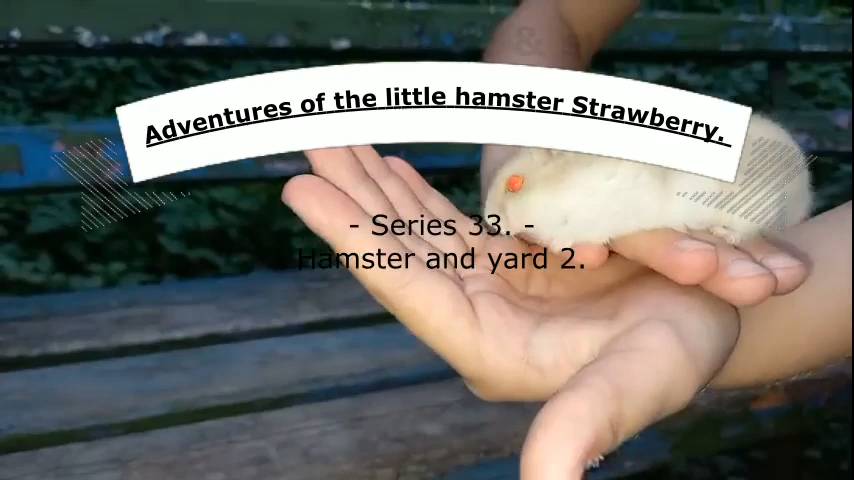 &
Adventures of the little hamster Strawberry.
- Series 33. -
Hamster and yard 2.